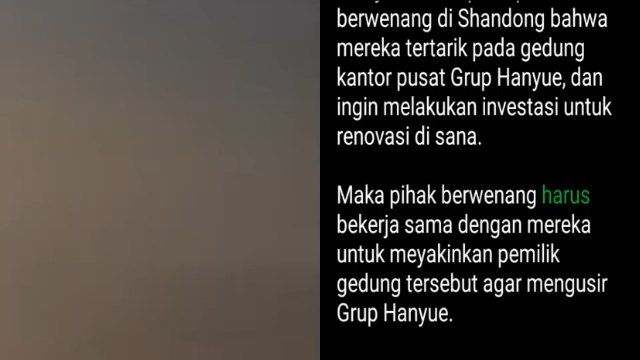 berwenang di Shandong bahwa
mereka tertarik pada gedung
kantor pusat Grup Hanyue, dan
ingin melakukan investasi untuk
renovasi di sana.
Maka pihak berwenang harus
bekerja sama dengan mereka
untuk meyakinkan pemilik
gedung tersebut agar mengusir
Grup Hanyue.